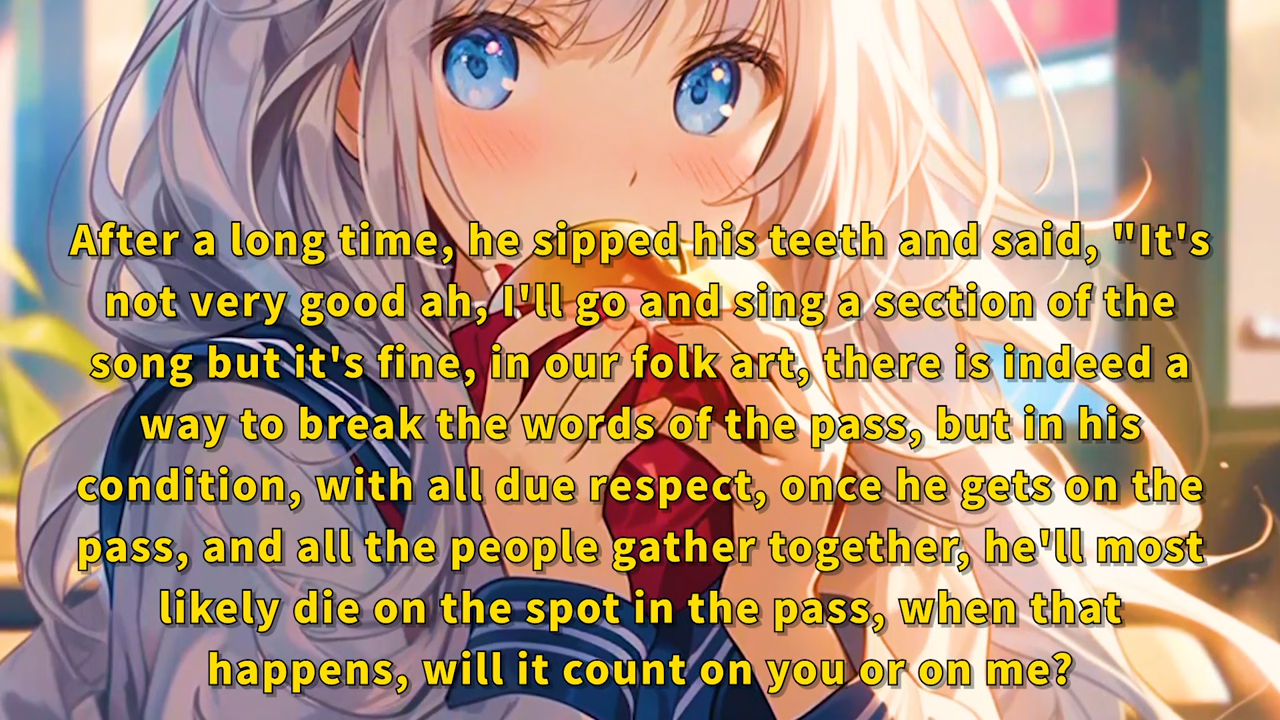 After a long time, he sipped his teeth and said, "It's
not very good ah, I'll go and sing a section of the
song but it's fine, in our folk art, there is indeed a
way to break the words of the pass, but in his
condition, with all due respect, once he gets on the
pass, and all the people gather together, he'll most
likely die on the spot in the pass, when that
happens, will it count on you or on me?